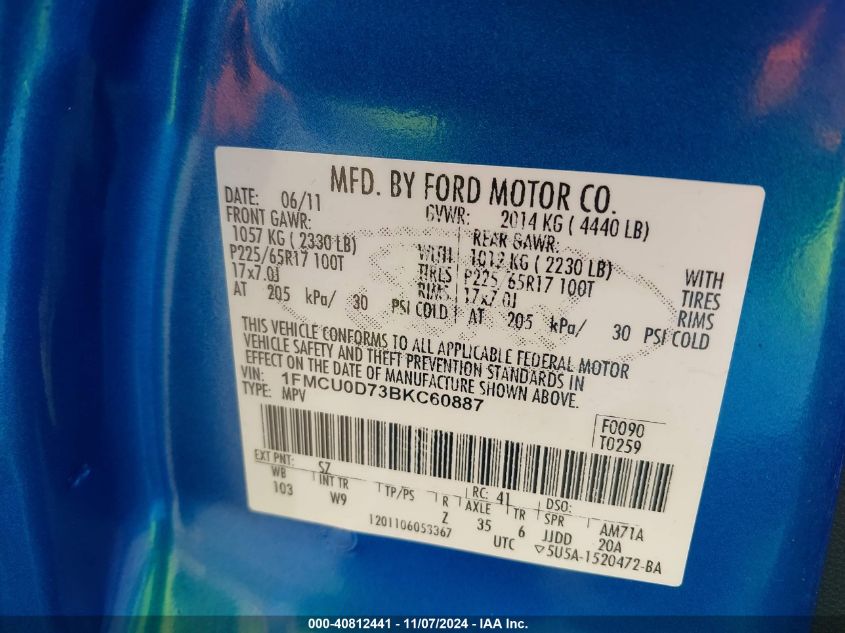 MFD. BY FORD MOTOR CO.
DATE: 06/11 GVWR: 2014 KG ( 4440 LB)
FRONT GAWR: REAR GAWR:
1057 KG ( 2330 LB) WITH 1012 KG ( 2230 LB) WITH
P225/65R17 100T TIRES P225/65R17 100T TIRES
17x7.0J RIMS 17x7.0J RIMS
AT 205 kPa/ 30 PSI COLD AT 205 kPa/ 30 PSI COLD
THIS VEHICLE CONFORMS TO ALL APPLICABLE FEDERAL MOTOR
VEHICLE SAFETY AND THEFT PREVENTION STANDARDS IN
EFFECT ON THE DATE OF MANUFACTURE SHOWN ABOVE.
VIN: 1FMCU0D73BKC60887
TYPE: MPV
F0090
T0259
EXT PNT: SZ RC: 41 DSO:
WB INT TR TP/PS R AXLE TR SPR AM71A
103 W9 Z 35 6 JJDD 20A
1201106053367 UTC ▽5U5A-1520472-BA
000-40812441 - 11/07/2024 - IAA Inc.